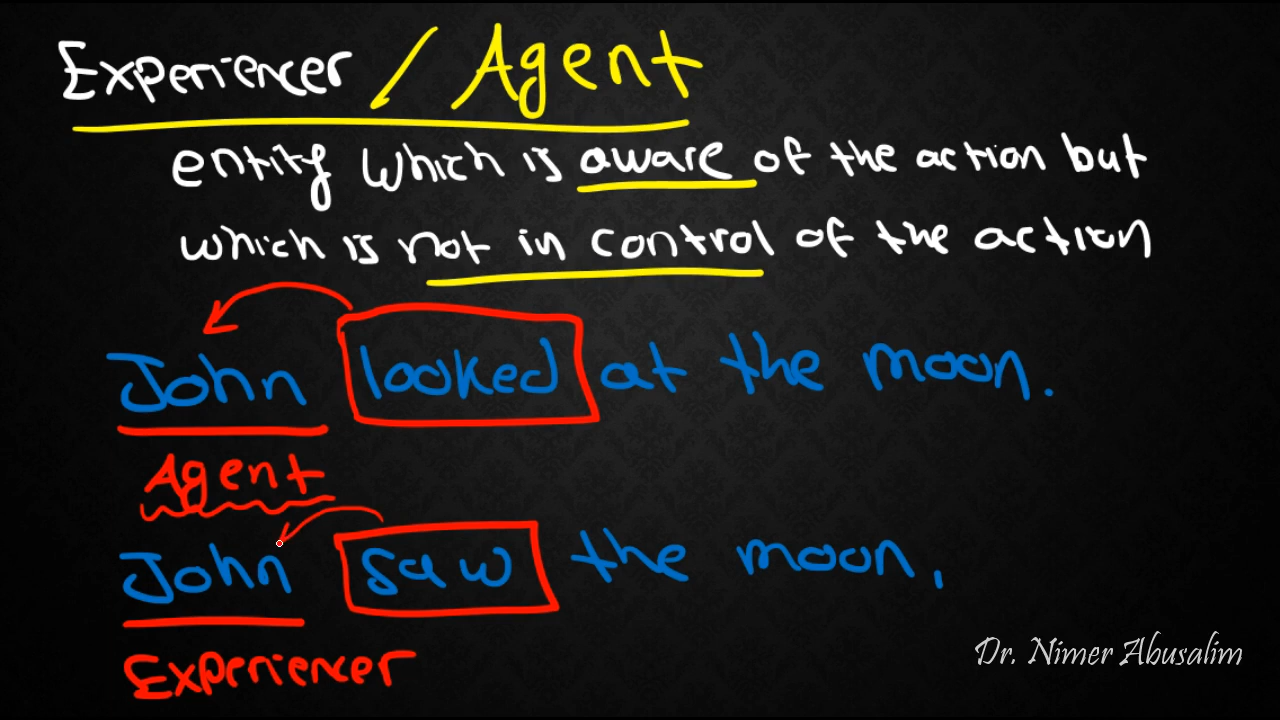 Experiencer / Agent
entity which is aware of the action but
which is not in control of the action
John looked at the moon.
Agent
John saw the moon.
Experiencer
Dr. Nimer Abusalim